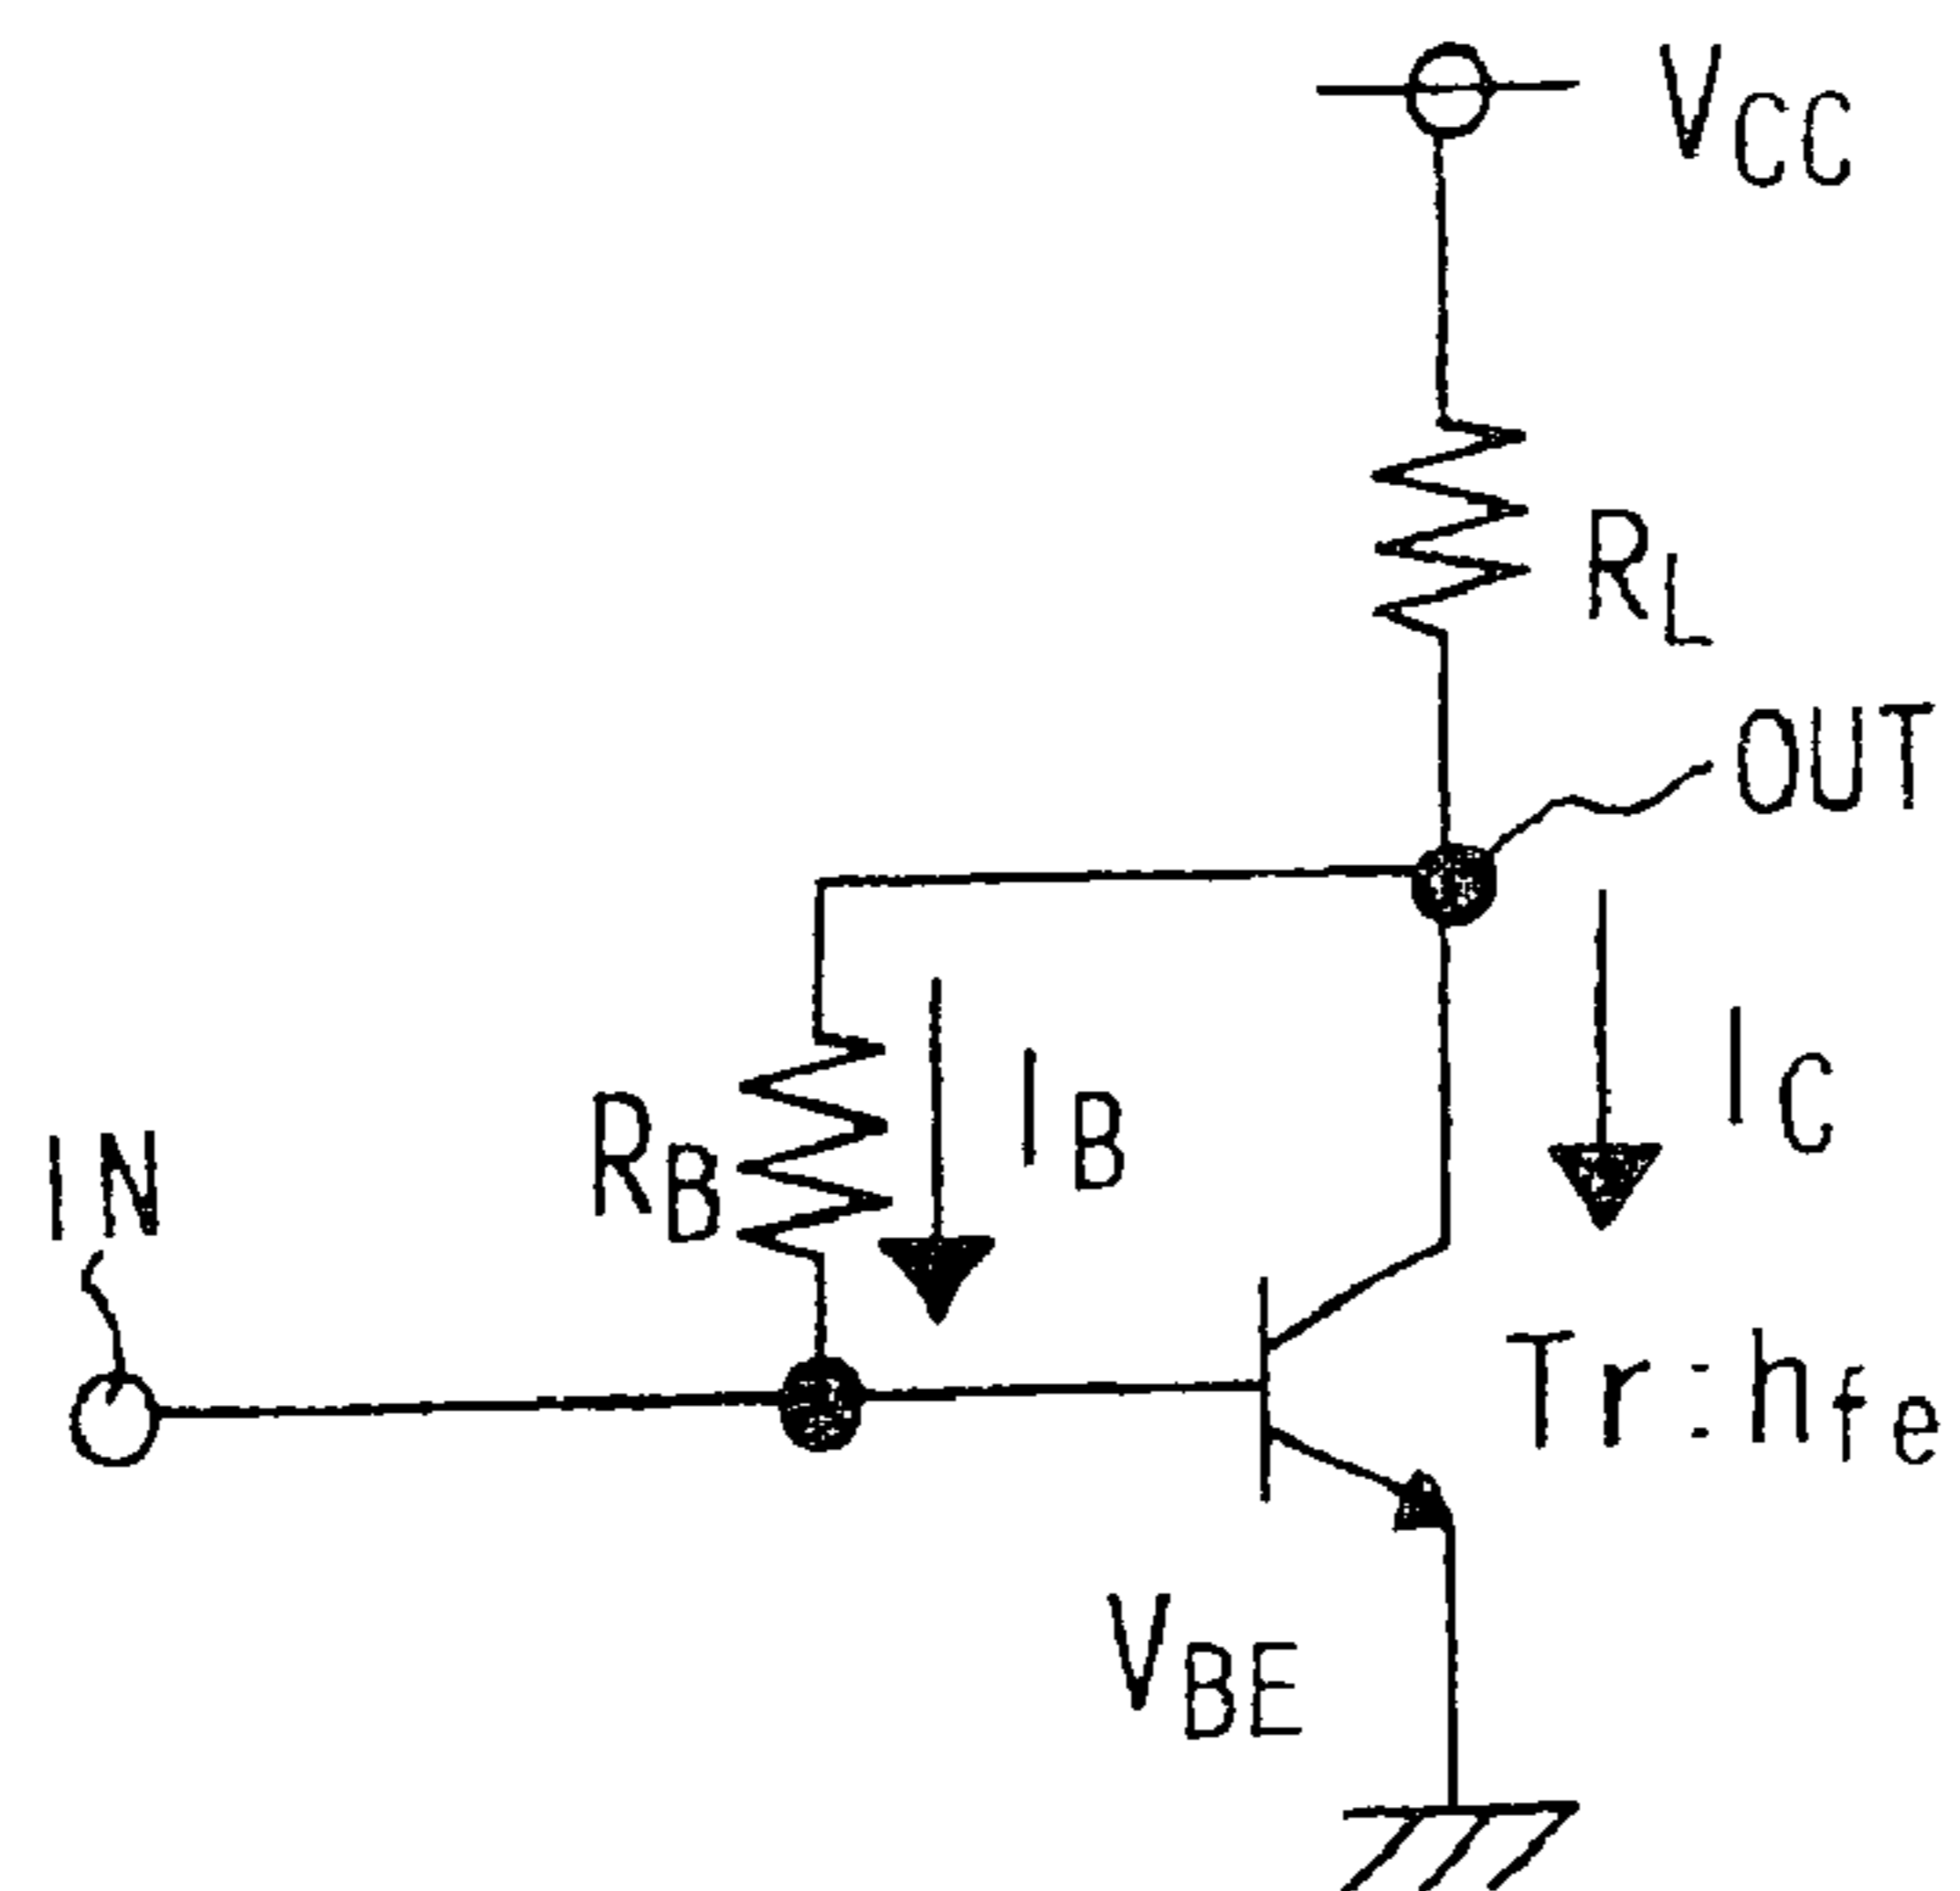 VCC
RL
OUT
IC
RB
IB
IN
Tr:hfe
VBE